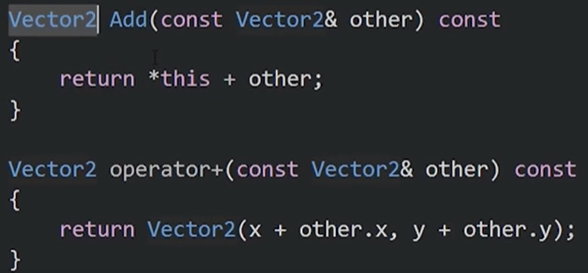 Vector2 Add(const Vector2& other) const
{
    return *this + other;
}
Vector2 operator+(const Vector2& other) const
{
    return Vector2(x + other.x, y + other.y);
}